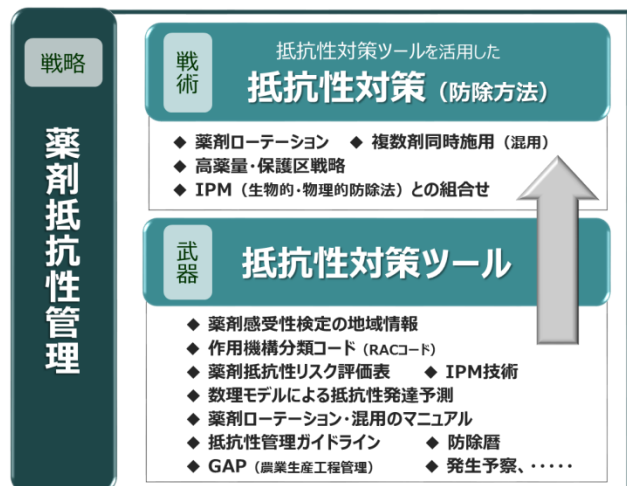 戦略
薬剤抵抗性管理
戦術
抵抗性対策ツールを活用した
抵抗性対策（防除方法）
◆ 薬剤ローテーション ◆ 複数剤同時施用（混用）
◆ 高薬量・保護区戦略
◆ IPM（生物的・物理的防除法）との組合せ
武器
抵抗性対策ツール
◆ 薬剤感受性検定の地域情報
◆ 作用機構分類コード（RACコード）
◆ 薬剤抵抗性リスク評価表 ◆ IPM技術
◆ 数理モデルによる抵抗性発達予測
◆ 薬剤ローテーション・混用のマニュアル
◆ 抵抗性管理ガイドライン ◆ 防除暦
◆ GAP（農業生産工程管理） ◆ 発生予察、・・・・・